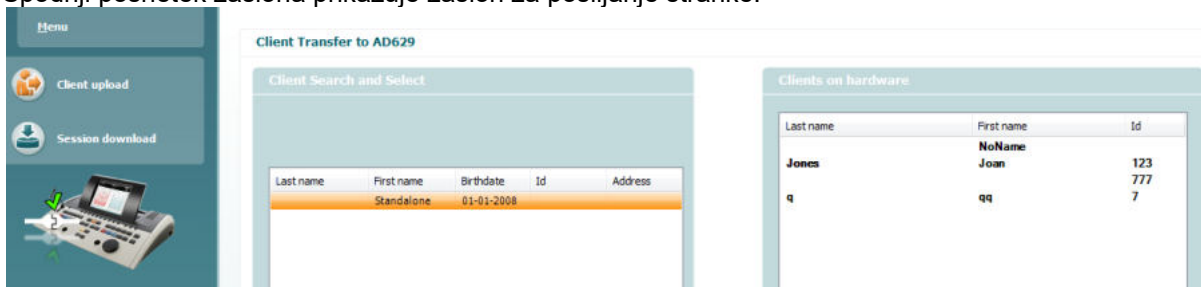 Spodnji posnetek zaslona prikazuje zaslon za pošiljanje stranke:
Menu
Client upload
Session download
Client Transfer to AD629
Client Search and Select
Last name First name Birthdate Id Address
Standalone 01-01-2008
Clients on hardware
Last name First name Id
NoName
Jones Joan 123
777
q qq 7